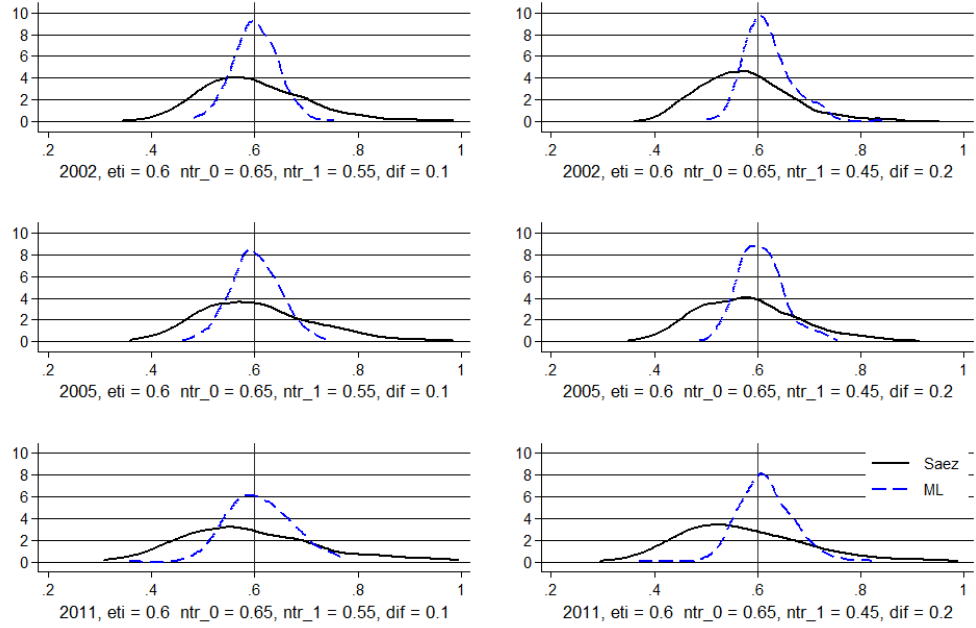 10
8
6
4
2
0
.2 .4 .6 .8 1
2002, eti = 0.6 ntr_0 = 0.65, ntr_1 = 0.55, dif = 0.1
10
8
6
4
2
0
.2 .4 .6 .8 1
2002, eti = 0.6 ntr_0 = 0.65, ntr_1 = 0.45, dif = 0.2
10
8
6
4
2
0
.2 .4 .6 .8 1
2005, eti = 0.6 ntr_0 = 0.65, ntr_1 = 0.55, dif = 0.1
10
8
6
4
2
0
.2 .4 .6 .8 1
2005, eti = 0.6 ntr_0 = 0.65, ntr_1 = 0.45, dif = 0.2
10
8
6
4
2
0
.2 .4 .6 .8 1
2011, eti = 0.6 ntr_0 = 0.65, ntr_1 = 0.55, dif = 0.1
10
8
6
4
2
0
Saez
ML
.2 .4 .6 .8 1
2011, eti = 0.6 ntr_0 = 0.65, ntr_1 = 0.45, dif = 0.2